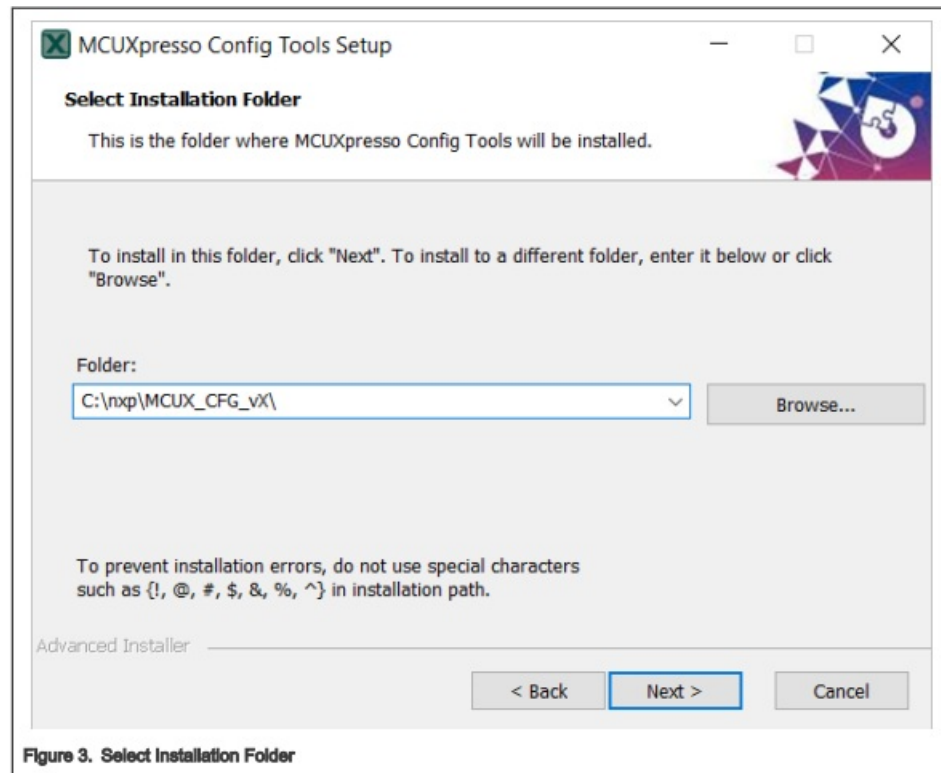 MCUXpresso Config Tools Setup
Select Installation Folder
This is the folder where MCUXpresso Config Tools will be installed.
To install in this folder, click "Next". To install to a different folder, enter it below or click
"Browse".
Folder:
C:\nxp\MCUX_CFG_vX\
Browse...
To prevent installation errors, do not use special characters
such as {!, @, #, $, &, %, ^} in installation path.
Advanced Installer
< Back
Next >
Cancel
Figure 3. Select Installation Folder